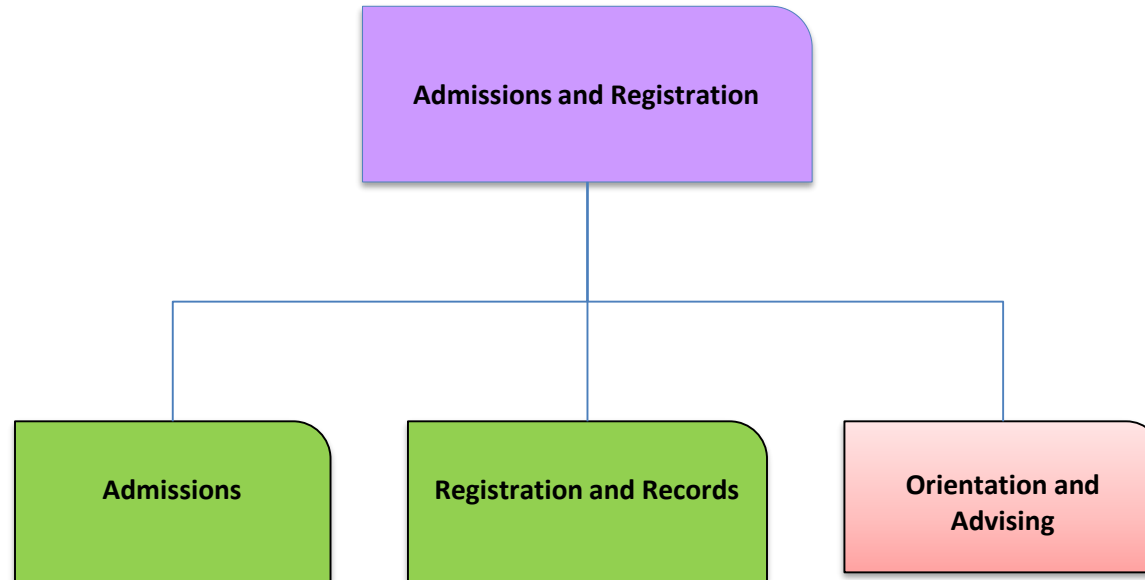 Admissions and Registration
Admissions
Registration and Records
Orientation and
Advising